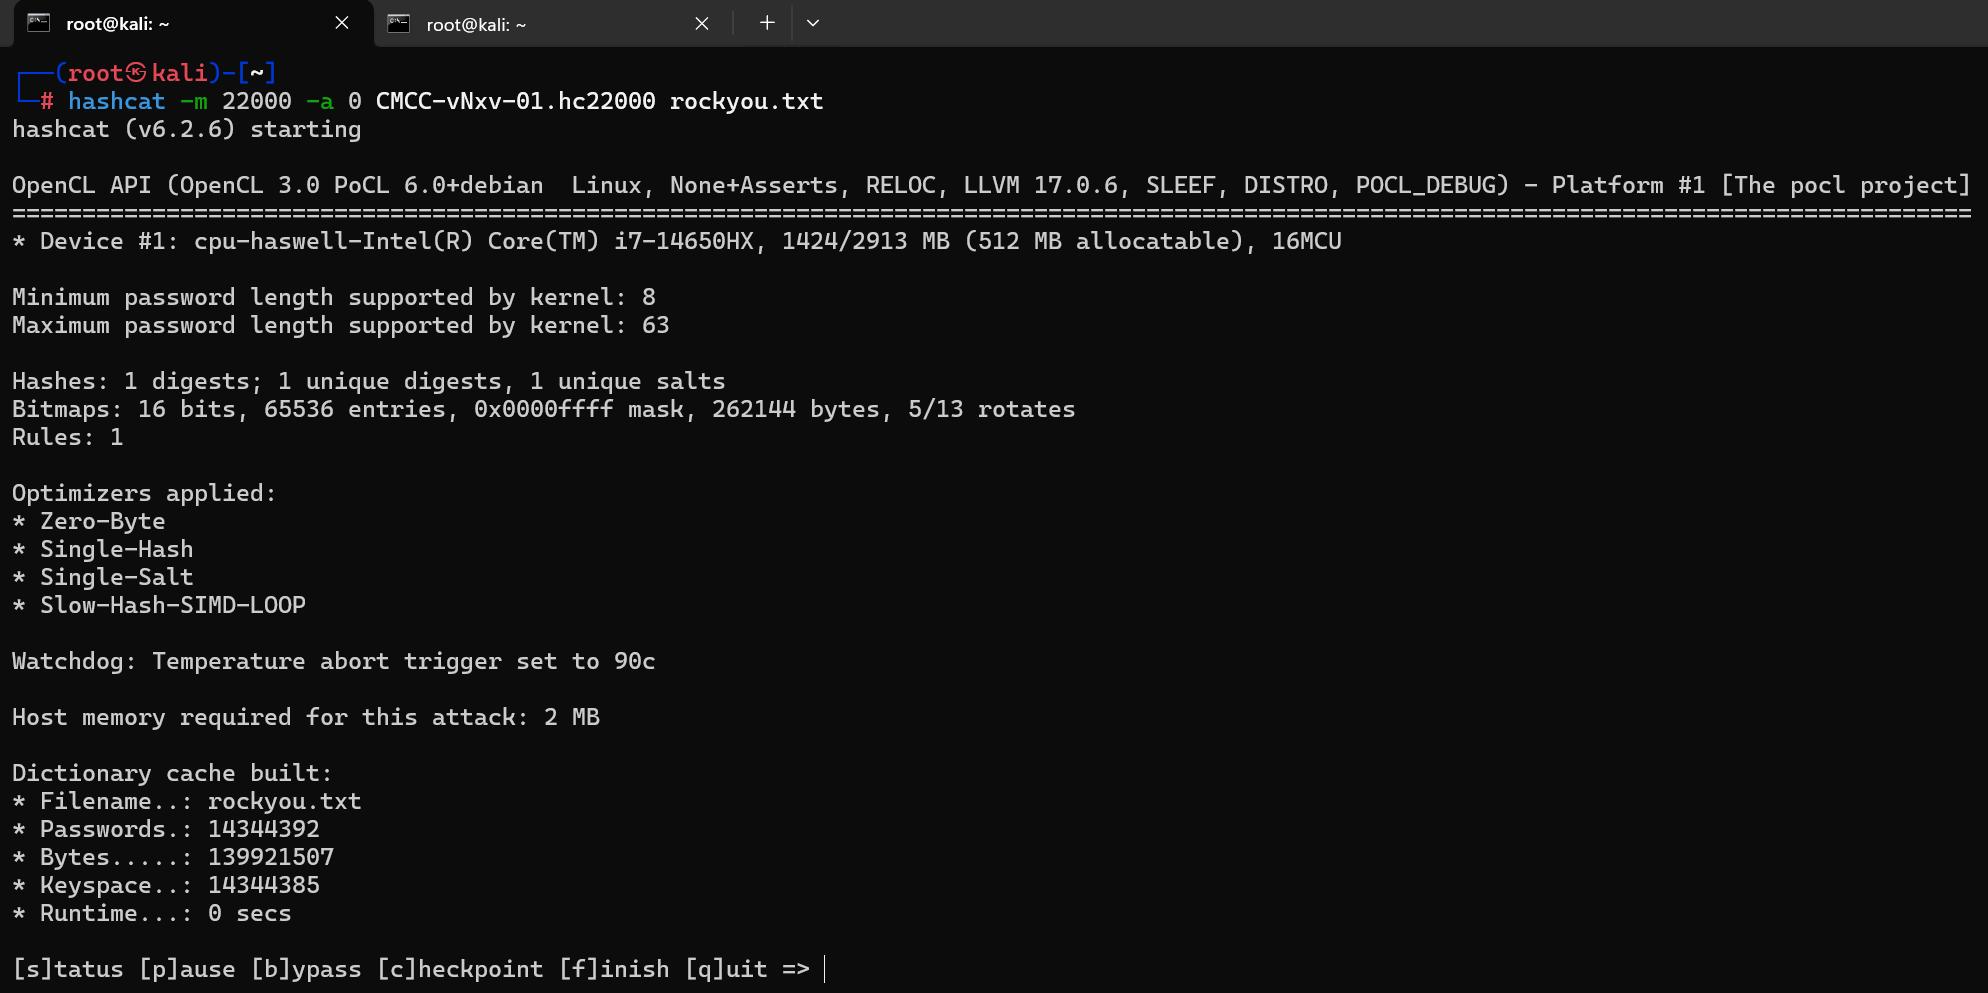 root@kali: ~ root@kali: ~
┌──(root㉿kali)-[~]
└─# hashcat -m 22000 -a 0 CMCC-vNxv-01.hc22000 rockyou.txt
hashcat (v6.2.6) starting
OpenCL API (OpenCL 3.0 PoCL 6.0+debian  Linux, None+Asserts, RELOC, LLVM 17.0.6, SLEEF, DISTRO, POCL_DEBUG) - Platform #1 [The pocl project]
============================================================================================================================================
* Device #1: cpu-haswell-Intel(R) Core(TM) i7-14650HX, 1424/2913 MB (512 MB allocatable), 16MCU
Minimum password length supported by kernel: 8
Maximum password length supported by kernel: 63
Hashes: 1 digests; 1 unique digests, 1 unique salts
Bitmaps: 16 bits, 65536 entries, 0x0000ffff mask, 262144 bytes, 5/13 rotates
Rules: 1
Optimizers applied:
* Zero-Byte
* Single-Hash
* Single-Salt
* Slow-Hash-SIMD-LOOP
Watchdog: Temperature abort trigger set to 90c
Host memory required for this attack: 2 MB
Dictionary cache built:
* Filename..: rockyou.txt
* Passwords.: 14344392
* Bytes.....: 139921507
* Keyspace..: 14344385
* Runtime...: 0 secs
[s]tatus [p]ause [b]ypass [c]heckpoint [f]inish [q]uit =>